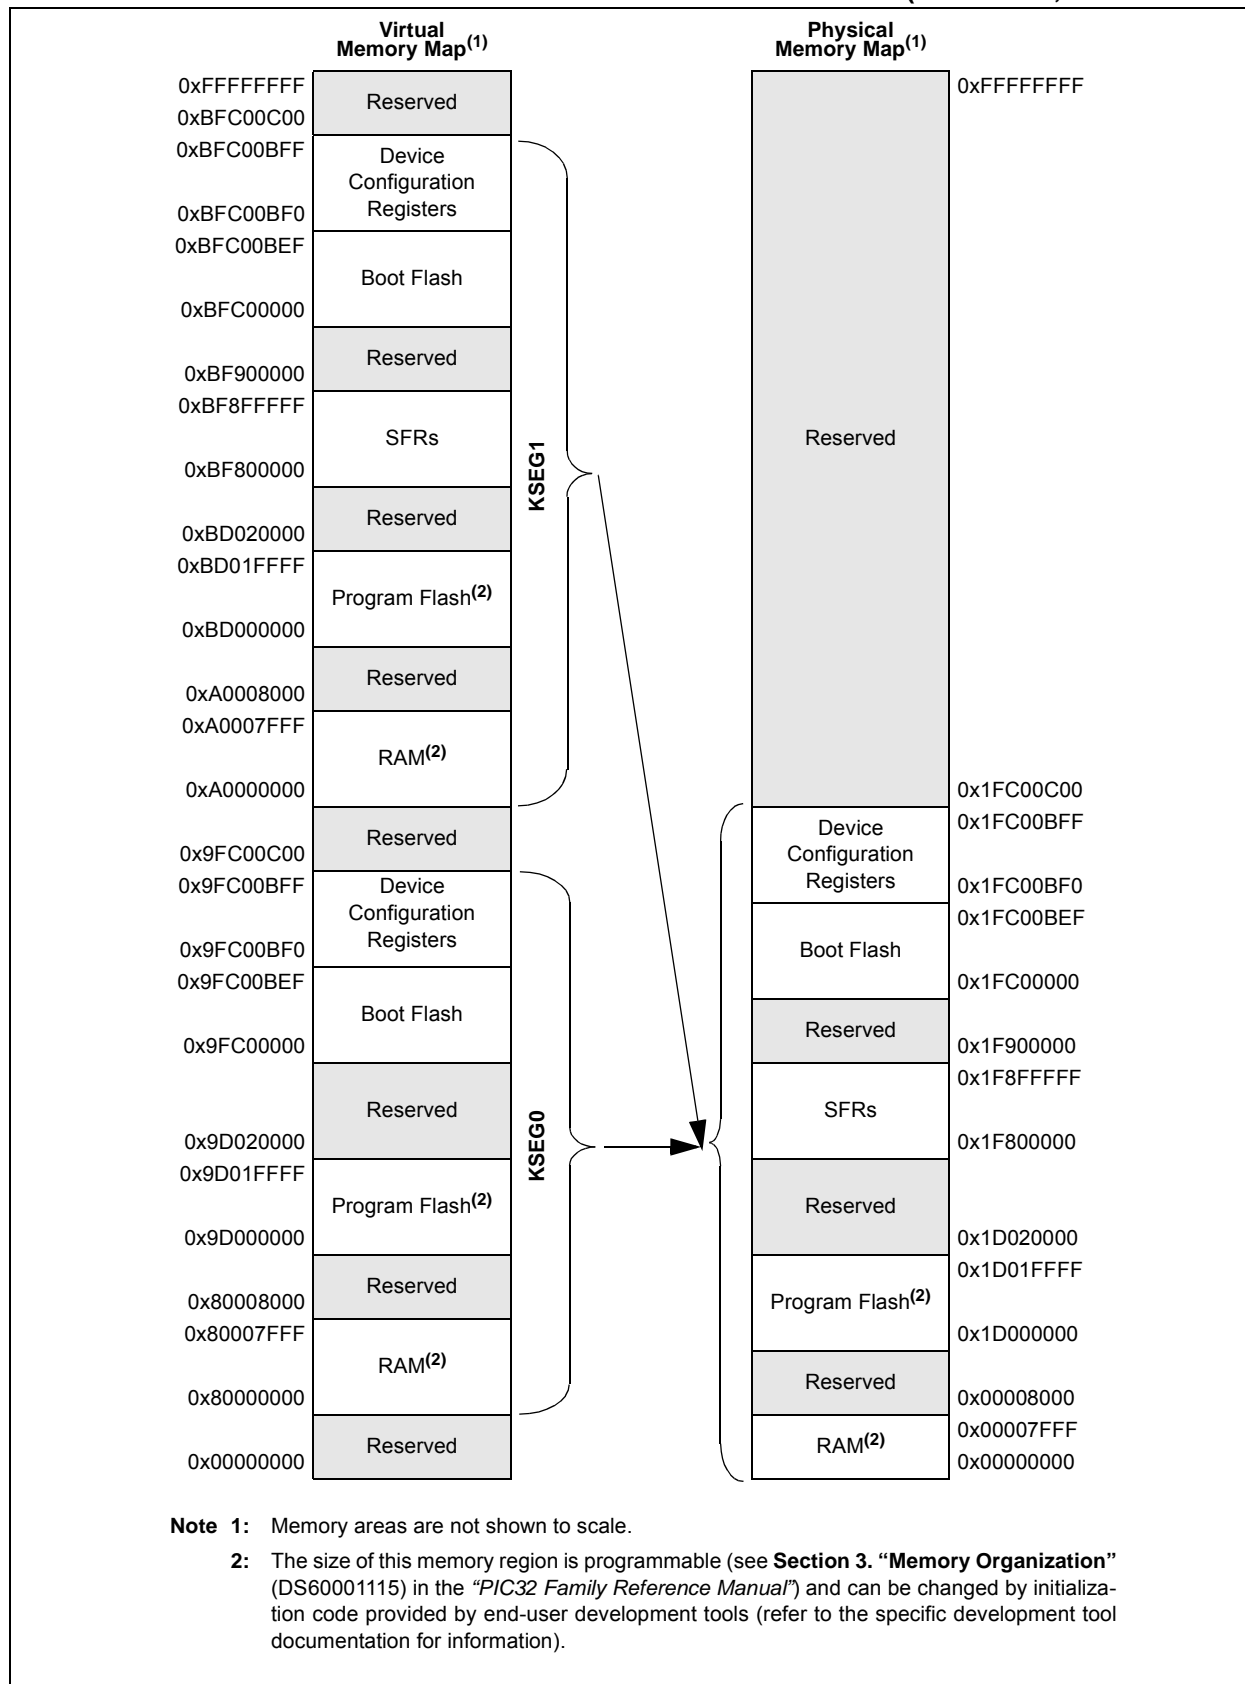 Virtual
Memory Map(1)
Physical
Memory Map(1)
0xFFFFFFFF
Reserved
0xBFC00C00
0xBFC00BFF
Device
Configuration
Registers
0xBFC00BF0
0xBFC00BEF
Boot Flash
0xBFC00000
Reserved
0xBF900000
0xBF8FFFFF
SFRs
0xBF800000
Reserved
0xBD020000
0xBD01FFFF
Program Flash(2)
0xBD000000
Reserved
0xA0008000
0xA0007FFF
RAM(2)
0xA0000000
KSEG1
Reserved
0x9FC00C00
0x9FC00BFF
Device
Configuration
Registers
0x9FC00BF0
0x9FC00BEF
Boot Flash
0x9FC00000
Reserved
0x9D020000
0x9D01FFFF
Program Flash(2)
0x9D000000
Reserved
0x80008000
0x80007FFF
RAM(2)
0x80000000
KSEG0
Reserved
0x00000000
0xFFFFFFFF
Reserved
0x1FC00C00
0x1FC00BFF
Device
Configuration
Registers
0x1FC00BF0
0x1FC00BEF
Boot Flash
0x1FC00000
Reserved
0x1F900000
0x1F8FFFFF
SFRs
0x1F800000
Reserved
0x1D020000
0x1D01FFFF
Program Flash(2)
0x1D000000
Reserved
0x00008000
0x00007FFF
RAM(2)
0x00000000
Note 1: Memory areas are not shown to scale.
2: The size of this memory region is programmable (see Section 3. “Memory Organization”
(DS60001115) in the “PIC32 Family Reference Manual”) and can be changed by initializa-
tion code provided by end-user development tools (refer to the specific development tool
documentation for information).